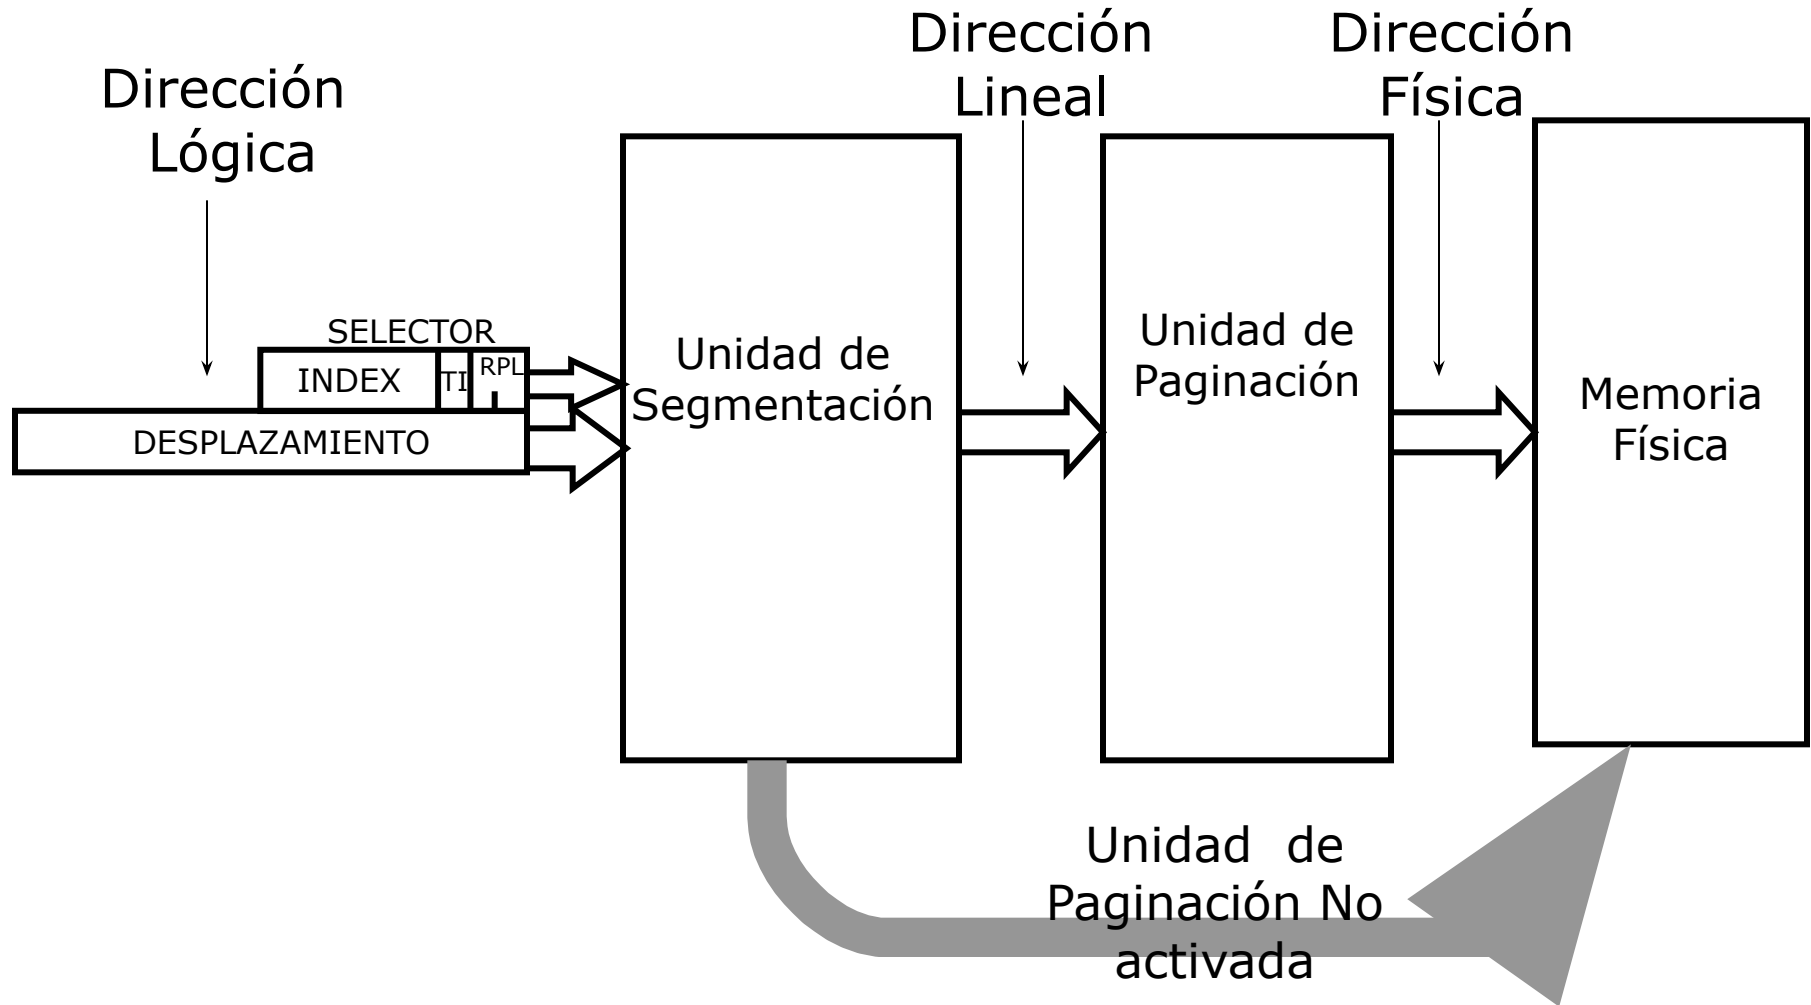 Dirección
Lógica
Dirección
Lineal
Dirección
Física
SELECTOR
INDEX
TI
RPL
DESPLAZAMIENTO
Unidad de
Segmentación
Unidad de
Paginación
Memoria
Física
Unidad de
Paginación No
activada